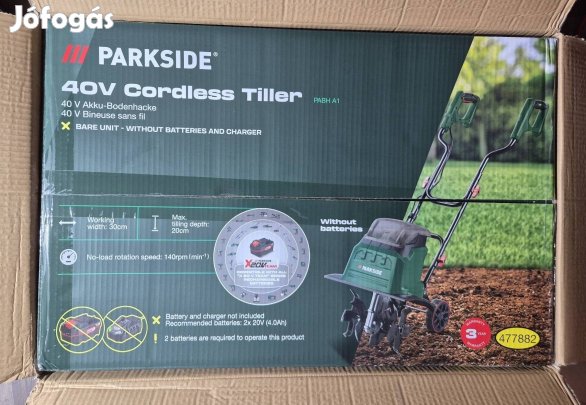 Jófogás
PARKSIDE®
40V Cordless Tiller PABH A1
40 V Akku-Bodenhacke
40 V Bineuse sans fil
BARE UNIT - WITHOUT BATTERIES AND CHARGER
Working width: 30cm
Max. tilling depth: 20cm
Without batteries
No-load rotation speed: 140rpm (min⁻¹)
X20VTEAM
PARKSIDE
Battery and charger not included
Recommended batteries: 2x 20V (4.0Ah)
2 batteries are required to operate this product
3 YEAR
477882